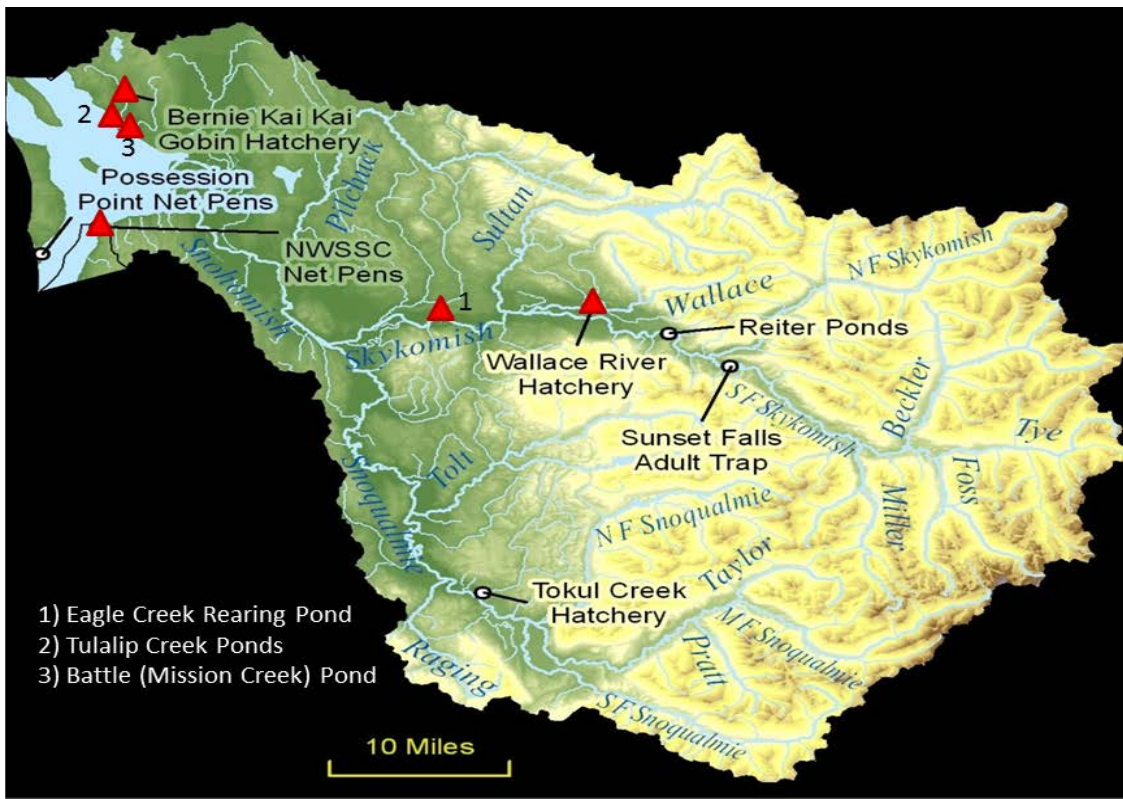 2
Bernie Kai Kai
Gobin Hatchery
3
Possession
Point Net Pens
Pilchuck
Sultan
NWSSC
Net Pens
Snohomish
1
Skykomish
Wallace
N F Skykomish
Reiter Ponds
Wallace River
Hatchery
Sunset Falls
Adult Trap
S F Skykomish
Beckler
Tye
Foss
Miller
Tolt
Snoqualmie
N F Snoqualmie
Taylor
Tokul Creek
Hatchery
M F Snoqualmie
Pratt
Raging
S F Snoqualmie
1) Eagle Creek Rearing Pond
2) Tulalip Creek Ponds
3) Battle (Mission Creek) Pond
10 Miles